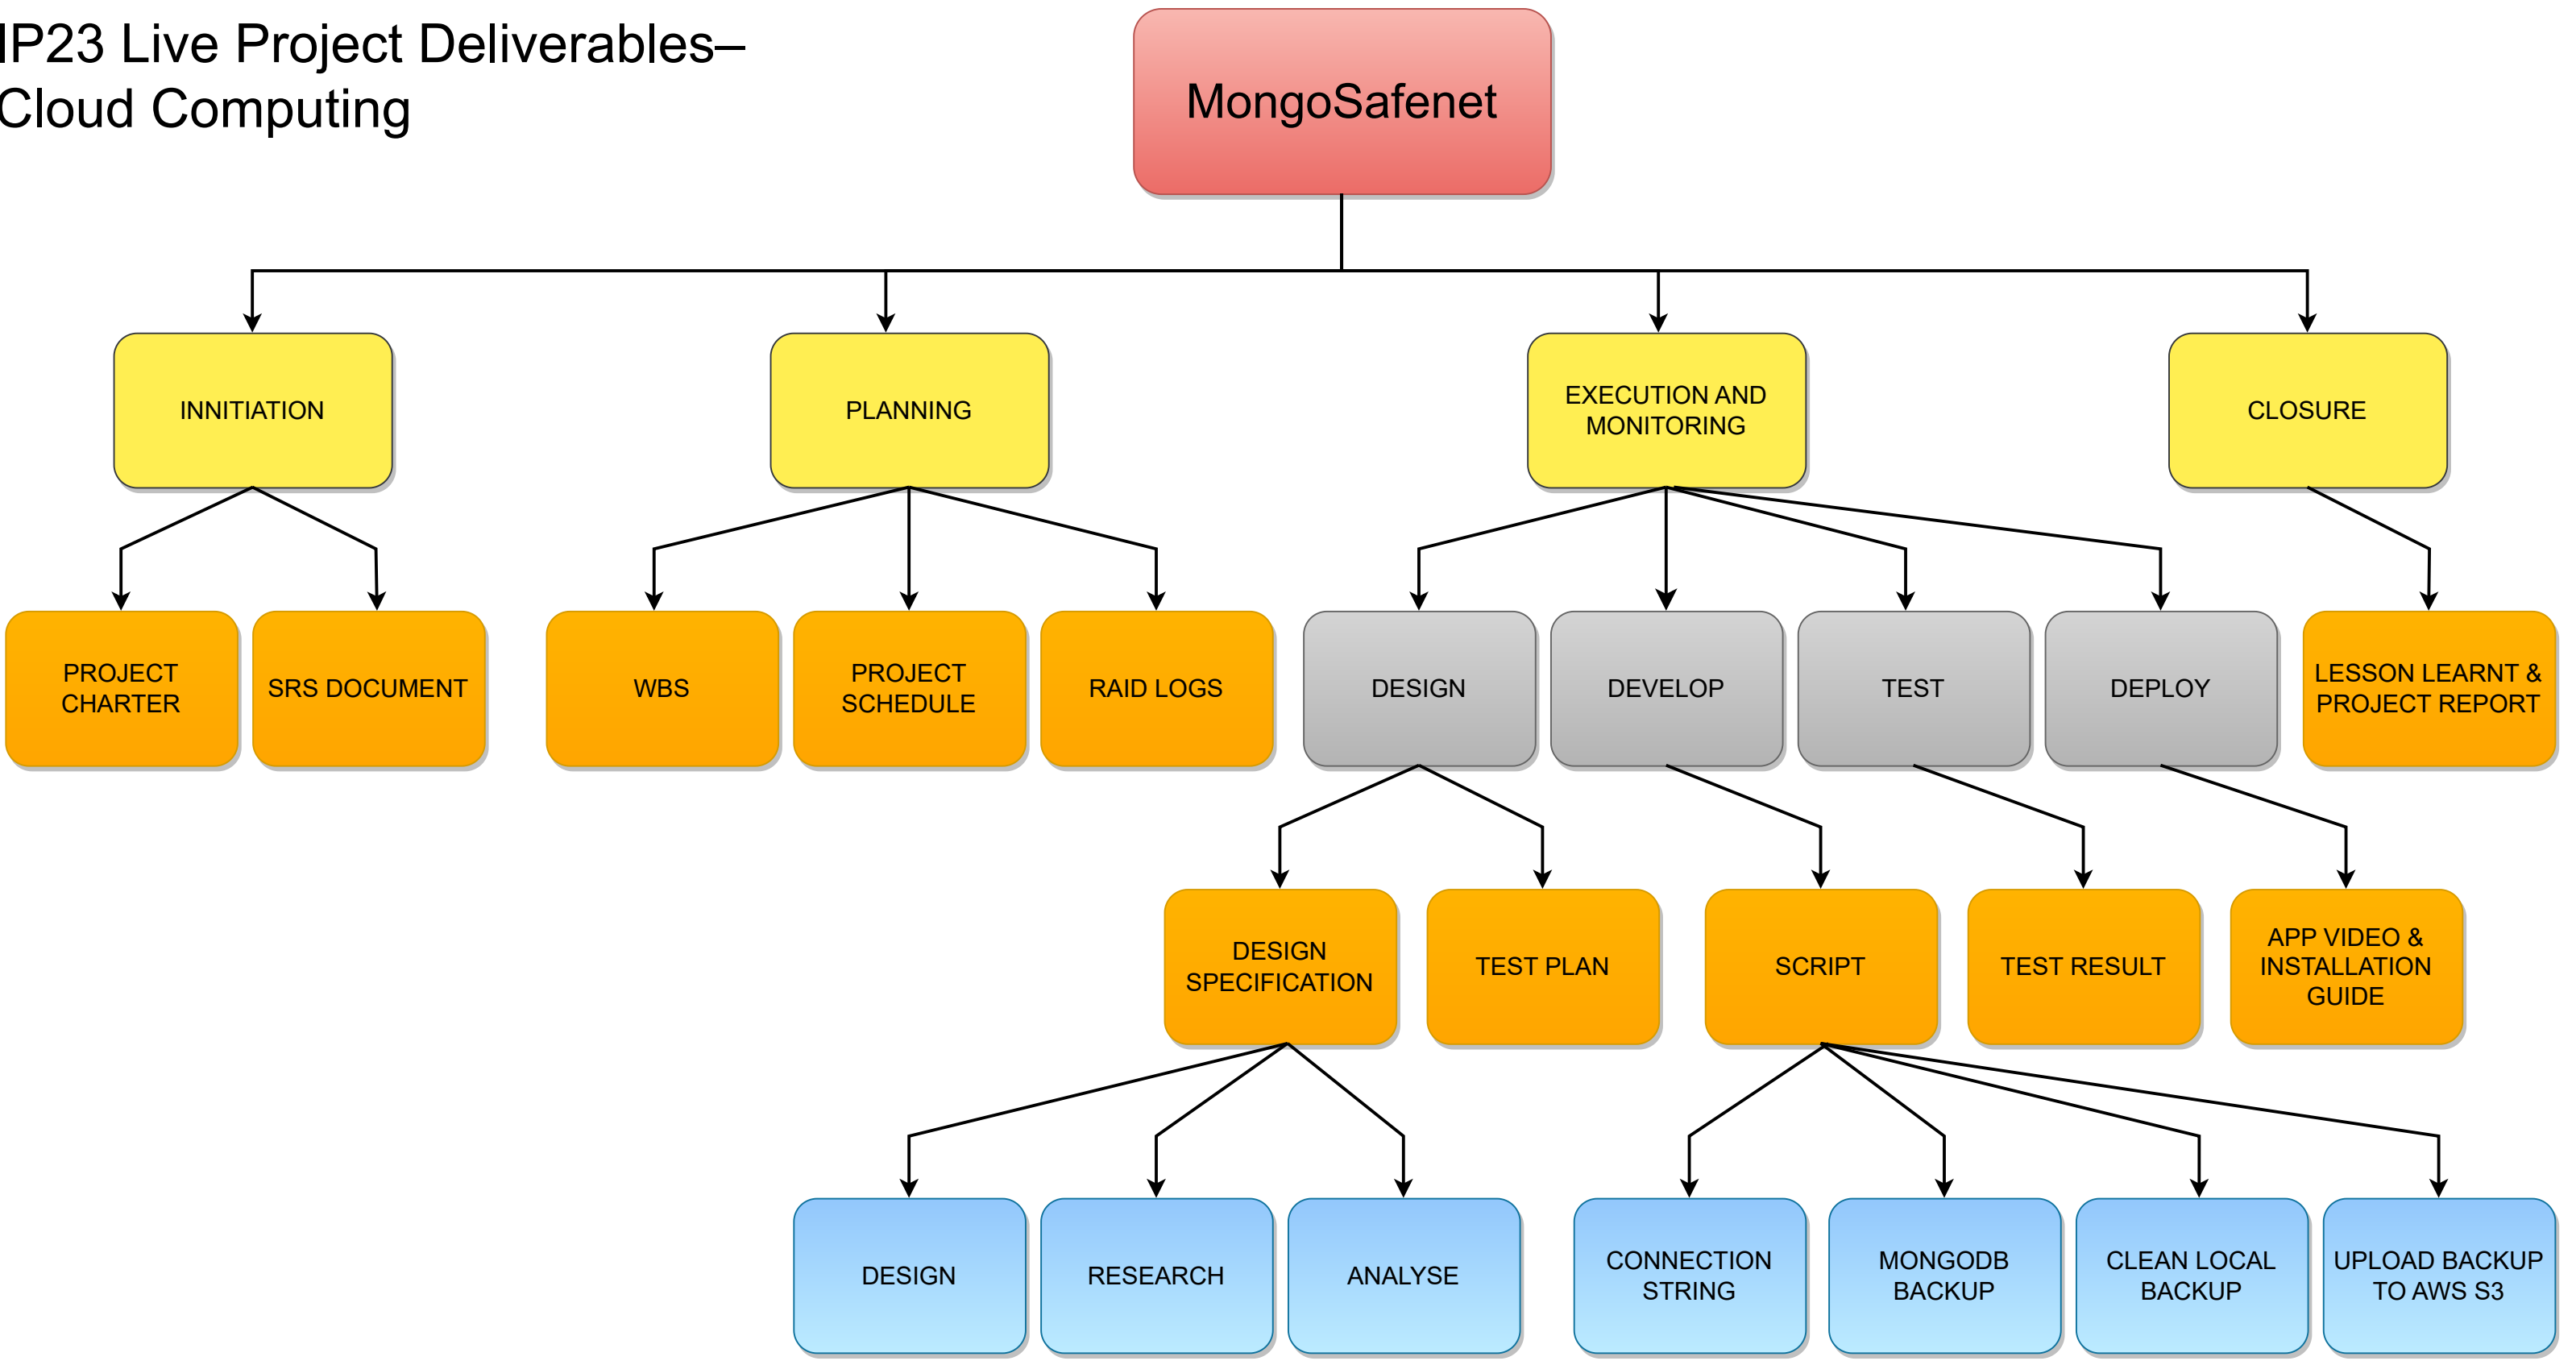 IP23 Live Project Deliverables–
Cloud Computing
MongoSafenet
INNITIATION
PLANNING
EXECUTION AND
MONITORING
CLOSURE
PROJECT
CHARTER
SRS DOCUMENT
WBS
PROJECT
SCHEDULE
RAID LOGS
DESIGN
DEVELOP
TEST
DEPLOY
LESSON LEARNT &
PROJECT REPORT
DESIGN
SPECIFICATION
TEST PLAN
SCRIPT
TEST RESULT
APP VIDEO &
INSTALLATION
GUIDE
DESIGN
RESEARCH
ANALYSE
CONNECTION
STRING
MONGODB
BACKUP
CLEAN LOCAL
BACKUP
UPLOAD BACKUP
TO AWS S3